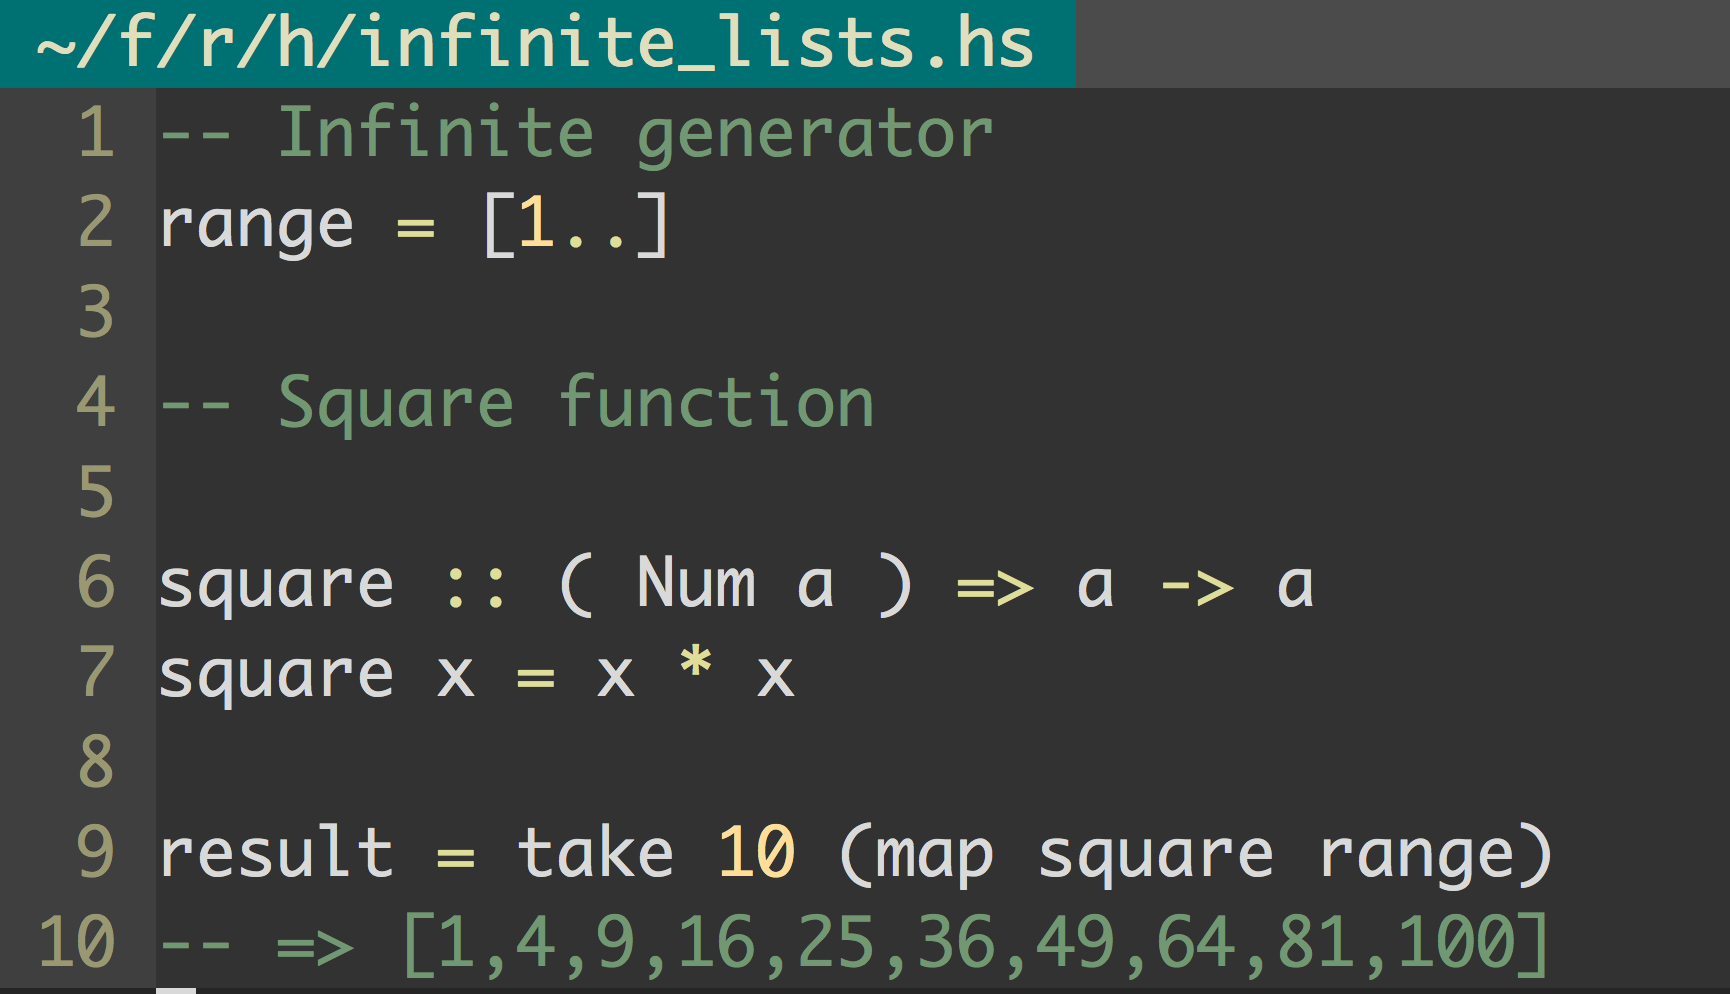 ~/f/r/h/infinite_lists.hs
1 -- Infinite generator
2 range = [1..]
3
4 -- Square function
5
6 square :: ( Num a ) => a -> a
7 square x = x * x
8
9 result = take 10 (map square range)
10 -- => [1,4,9,16,25,36,49,64,81,100]